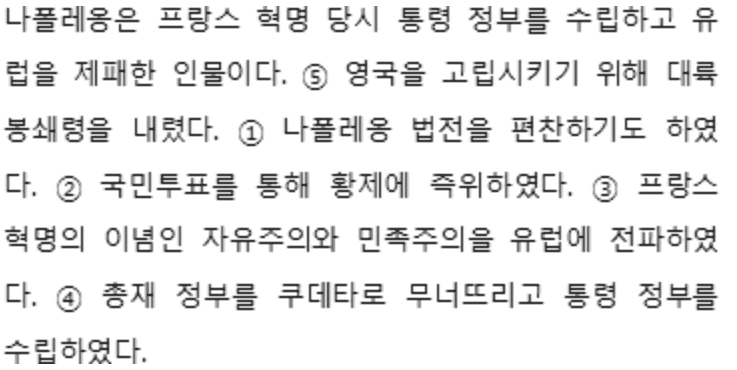 나폴레옹은 프랑스 혁명 당시 통령 정부를 수립하고 유
럽을 제패한 인물이다. ⑤ 영국을 고립시키기 위해 대륙
봉쇄령을 내렸다. ① 나폴레옹 법전을 편찬하기도 하였
다. ② 국민투표를 통해 황제에 즉위하였다. ③ 프랑스
혁명의 이념인 자유주의와 민족주의을 유럽에 전파하였
다. ④ 총재 정부를 쿠데타로 무너뜨리고 통령 정부를
수립하였다.